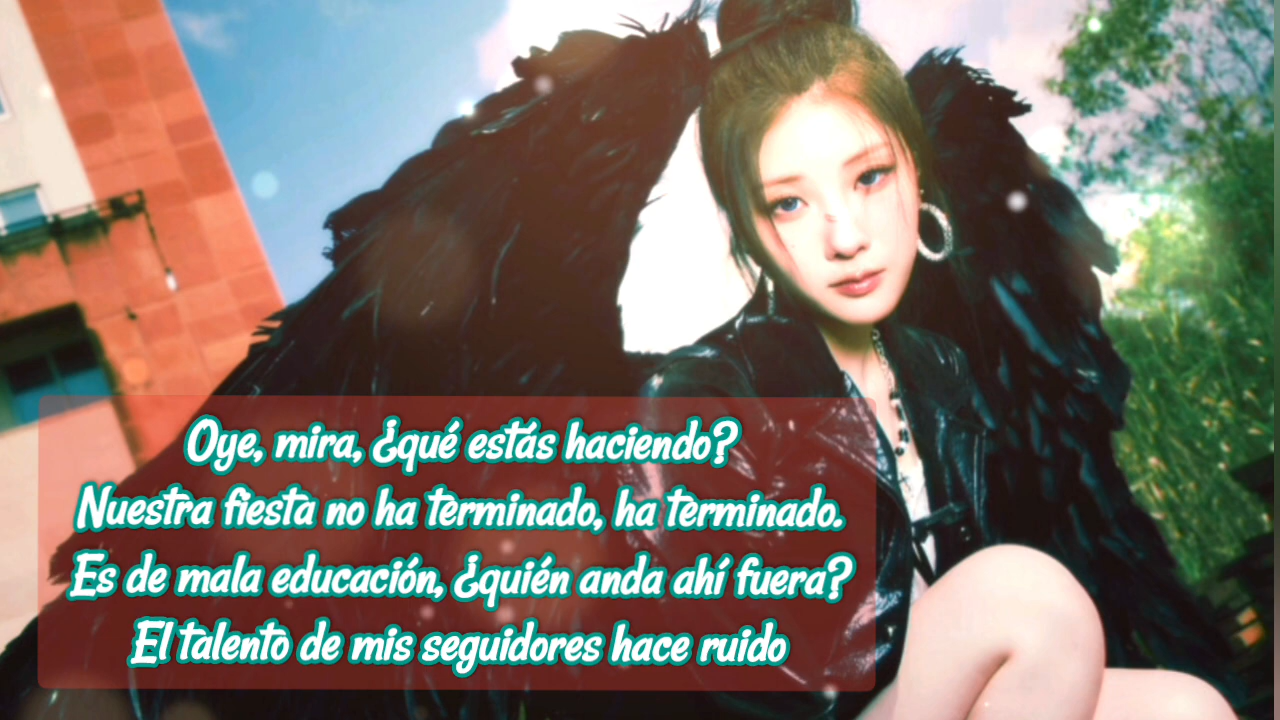 Oye, mira, ¿qué estás haciendo?
Nuestra fiesta no ha terminado, ha terminado.
Es de mala educación, ¿quién anda ahí fuera?
El talento de mis seguidores hace ruido